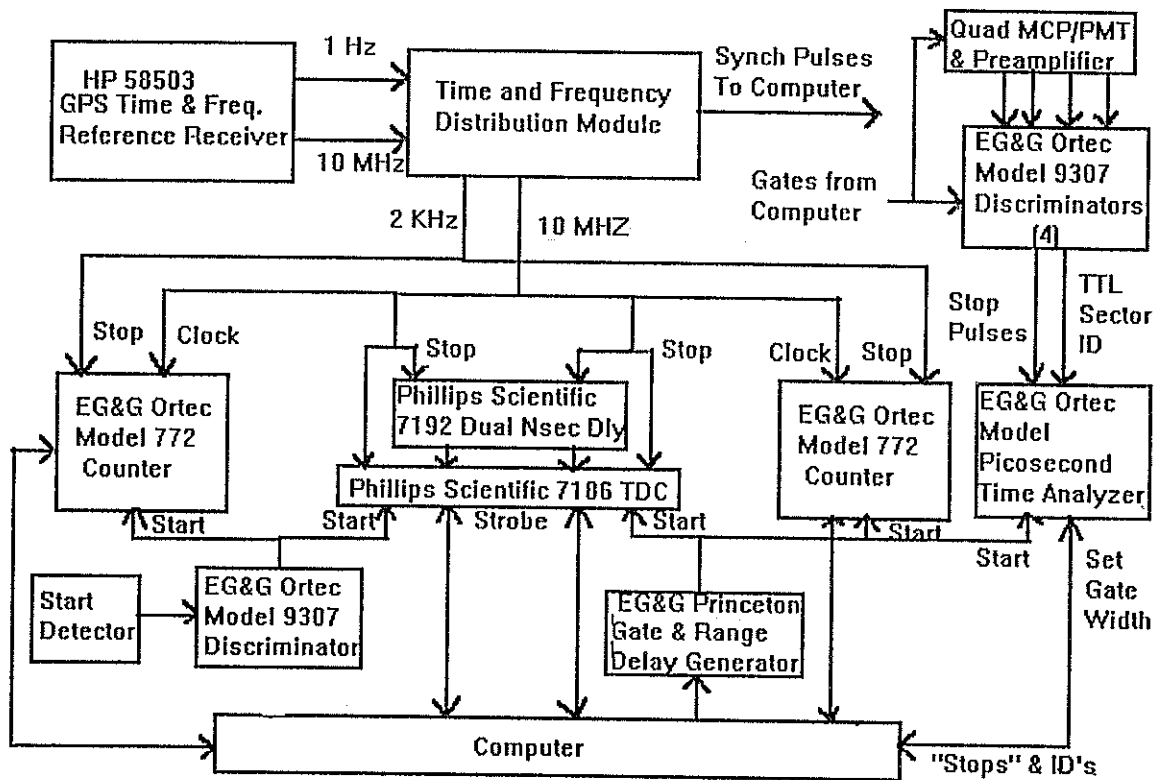 1 Hz
HP 58503
GPS Time & Freq.
Reference Receiver
10 MHz
Time and Frequency
Distribution Module
Synch Pulses
To Computer
Quad MCP/PMT
& Preamplifier
EG&G Ortec
Model 9307
Discriminators
(4)
Gates from
Computer
2 KHz
10 MHZ
Stop
Clock
Stop
Stop
Clock
Stop
Stop
Pulses
TTL
Sector
ID
EG&G Ortec
Model 772
Counter
Phillips Scientific
7192 Dual Nsec Dly
Phillips Scientific 7186 TDC
EG&G Ortec
Model 772
Counter
EG&G Ortec
Model
Picosecond
Time Analyzer
Start
Start
Strobe
Start
Start
Start
Set
Gate
Width
Start
Detector
EG&G Ortec
Model 9307
Discriminator
EG&G Princeton
Gate & Range
Delay Generator
Computer
"Stops" & ID's